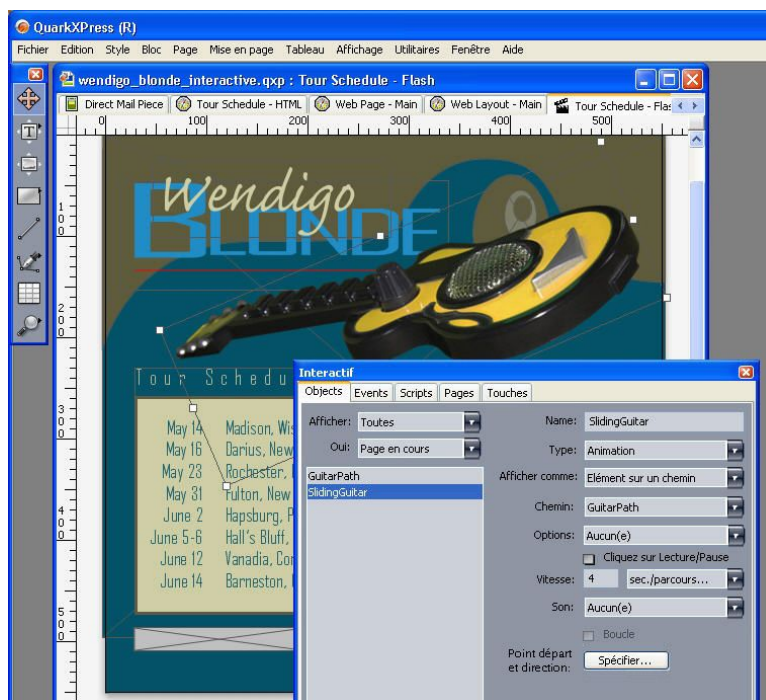 QuarkXPress (R)
Fichier Edition Style Bloc Page Mise en page Tableau Affichage Utilitaires Fenêtre Aide
wendigo_blonde_interactive.qxp : Tour Schedule - Flash
Direct Mail Piece Tour Schedule - HTML Web Page - Main Web Layout - Main Tour Schedule - Flas
0 100 200 300 400 500
100
200
300
400
500
Wendigo
BLONDE
Tour Schedu
May 14 Madison, Wis
May 16 Darius, New
May 23 Rochester,
May 31 Fulton, New
June 2 Hapsburg, P
June 5-6 Hall's Bluff,
June 12 Vanadia, Con
June 14 Barneston,
Interactif
Objects Events Scripts Pages Touches
Afficher: Toutes
Oui: Page en cours
GuitarPath
SlidingGuitar
Name: SlidingGuitar
Type: Animation
Afficher comme: Elément sur un chemin
Chemin: GuitarPath
Options: Aucun(e)
Cliquez sur Lecture/Pause
Vitesse: 4 sec./parcours...
Son: Aucun(e)
Boucle
Point départ
et direction: Spécifier...